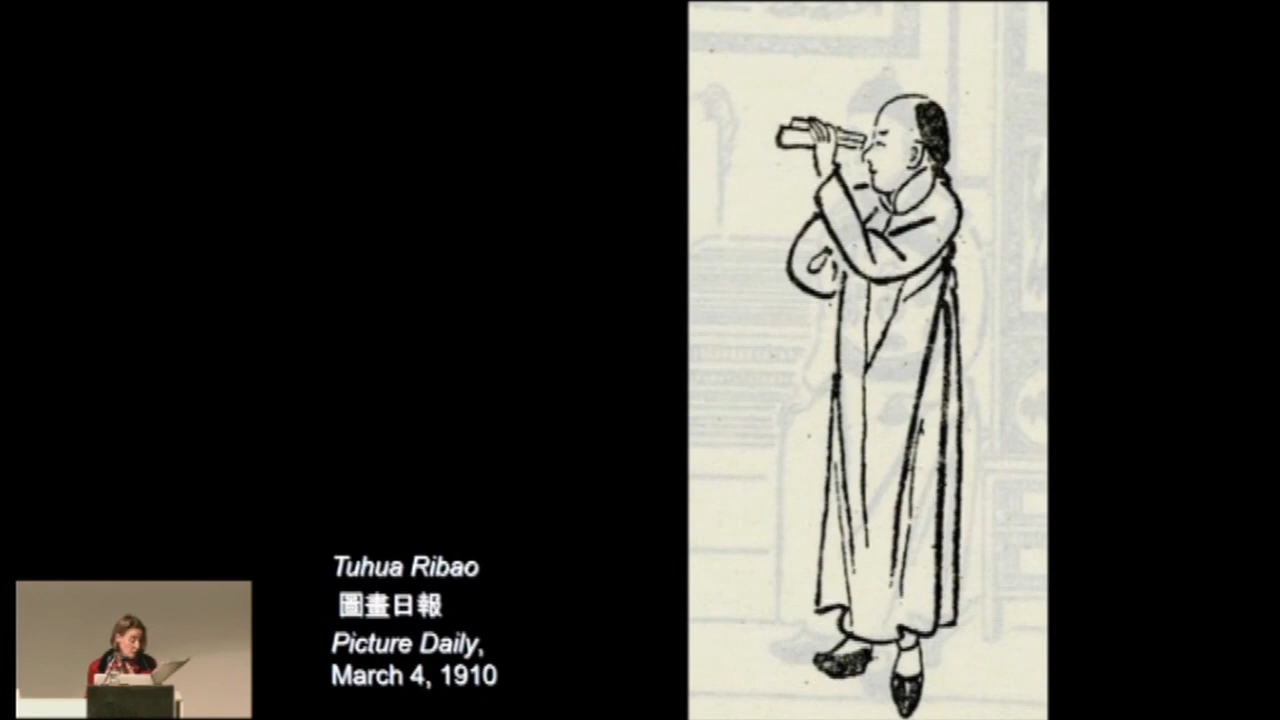 Tuhua Ribao
圖畫日報
Picture Daily,
March 4, 1910